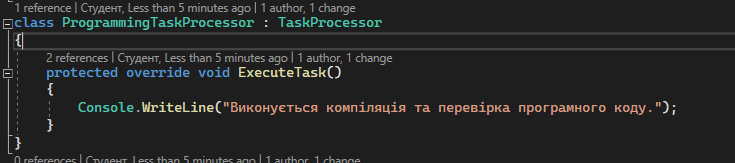 1 reference | Студент, Less than 5 minutes ago | 1 author, 1 change
class ProgrammingTaskProcessor : TaskProcessor
{
2 references | Студент, Less than 5 minutes ago | 1 author, 1 change
protected override void ExecuteTask()
{
Console.WriteLine("Виконується компіляція та перевірка програмного коду.");
}
}
0 references | Студент, Less than 5 minutes ago | 1 author, 1 change